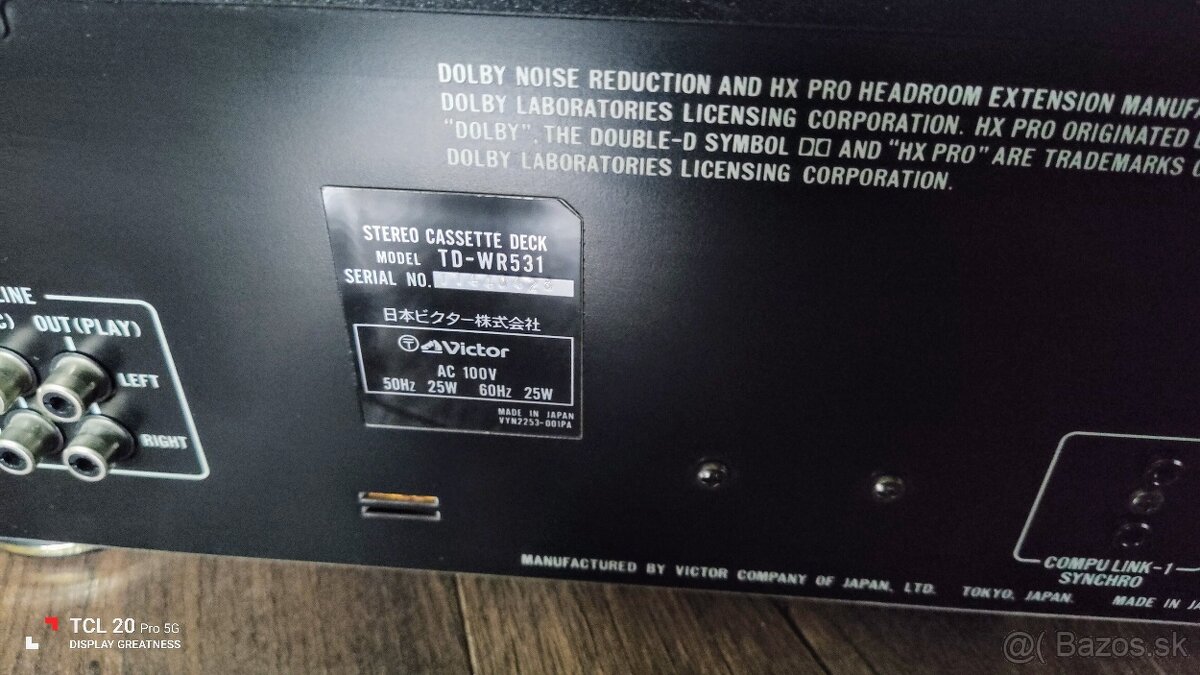 DOLBY NOISE REDUCTION AND HX PRO HEADROOM EXTENSION MANUFA
DOLBY LABORATORIES LICENSING CORPORATION. HX PRO ORIGINATED
"DOLBY", THE DOUBLE-D SYMBOL AND "HX PRO" ARE TRADEMARKS
DOLBY LABORATORIES LICENSING CORPORATION.
STEREO CASSETTE DECK
MODEL TD-WR531
SERIAL NO.
日本ビクター株式会社
Victor
AC 100V
50Hz 25W 60Hz 25W
MADE IN JAPAN
VYN2253-001PA
LINE
OUT(PLAY)
LEFT
RIGHT
COMPU LINK-1
SYNCHRO
MANUFACTURED BY VICTOR COMPANY OF JAPAN, LTD. TOKYO, JAPAN. MADE IN JA
TCL 20 Pro 5G
DISPLAY GREATNESS
@( Bazos.sk